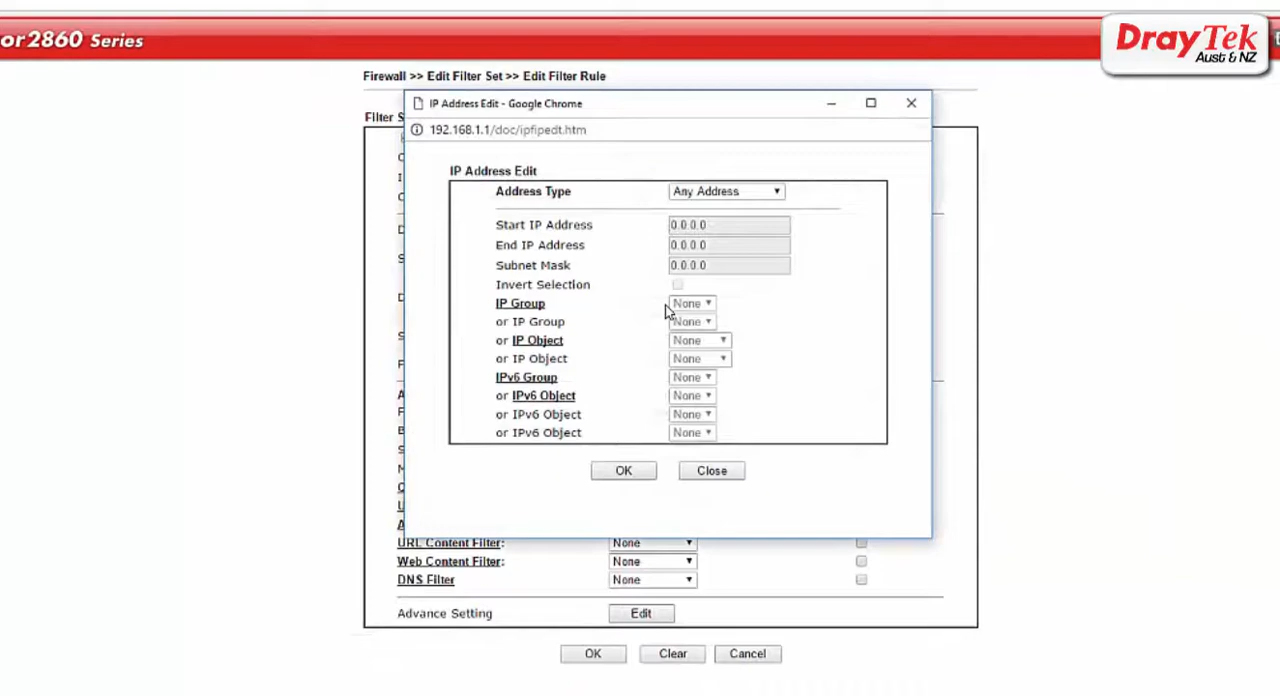 or2860 Series
DrayTek
Aust & NZ
Firewall >> Edit Filter Set >> Edit Filter Rule
Filter S
IP Address Edit - Google Chrome
192.168.1.1/doc/ipfipedt.htm
IP Address Edit
Address Type Any Address
Start IP Address 0.0.0.0
End IP Address 0.0.0.0
Subnet Mask 0.0.0.0
Invert Selection
IP Group None
or IP Group None
or IP Object None
or IP Object None
IPv6 Group None
or IPv6 Object None
or IPv6 Object None
or IPv6 Object None
OK Close
URL Content Filter: None
Web Content Filter: None
DNS Filter None
Advance Setting Edit
OK Clear Cancel